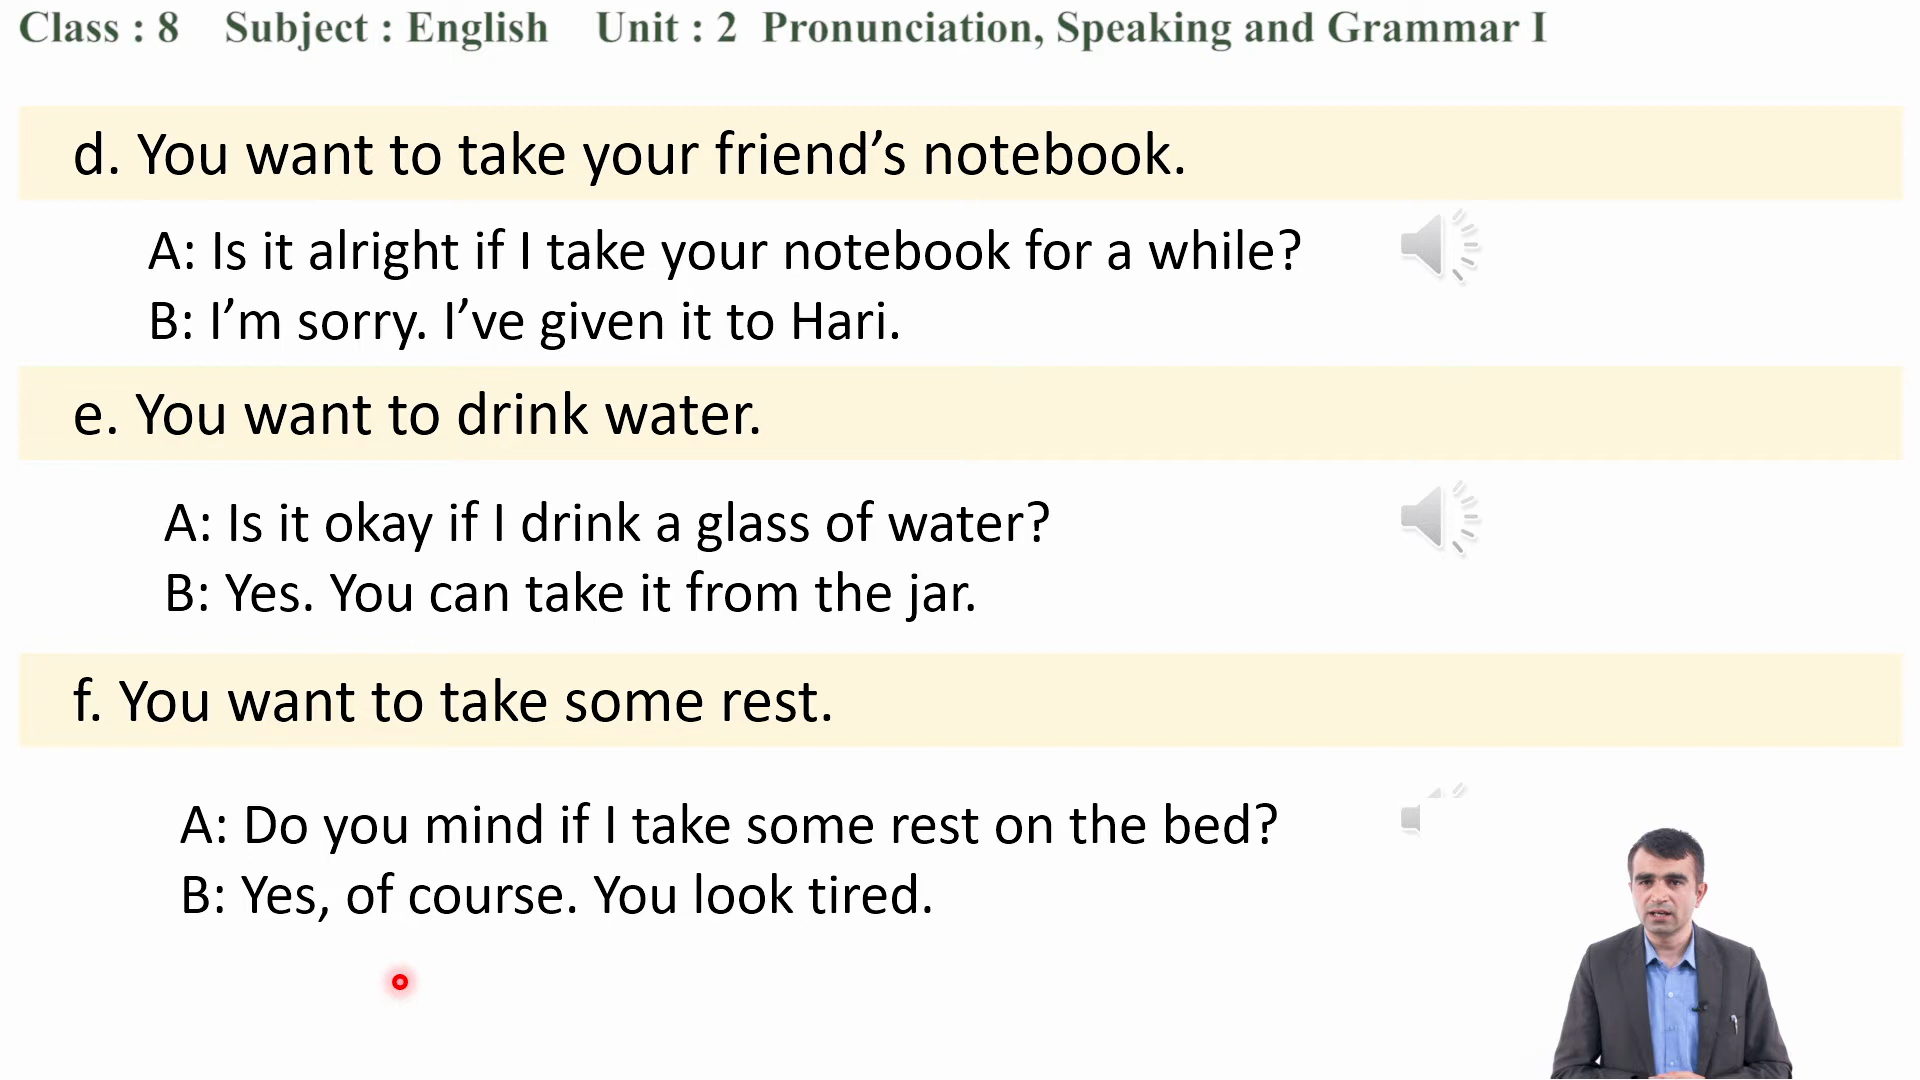 Class : 8 Subject : English Unit : 2 Pronunciation, Speaking and Grammar I
d. You want to take your friend’s notebook.
A: Is it alright if I take your notebook for a while?
B: I’m sorry. I’ve given it to Hari.
e. You want to drink water.
A: Is it okay if I drink a glass of water?
B: Yes. You can take it from the jar.
f. You want to take some rest.
A: Do you mind if I take some rest on the bed?
B: Yes, of course. You look tired.